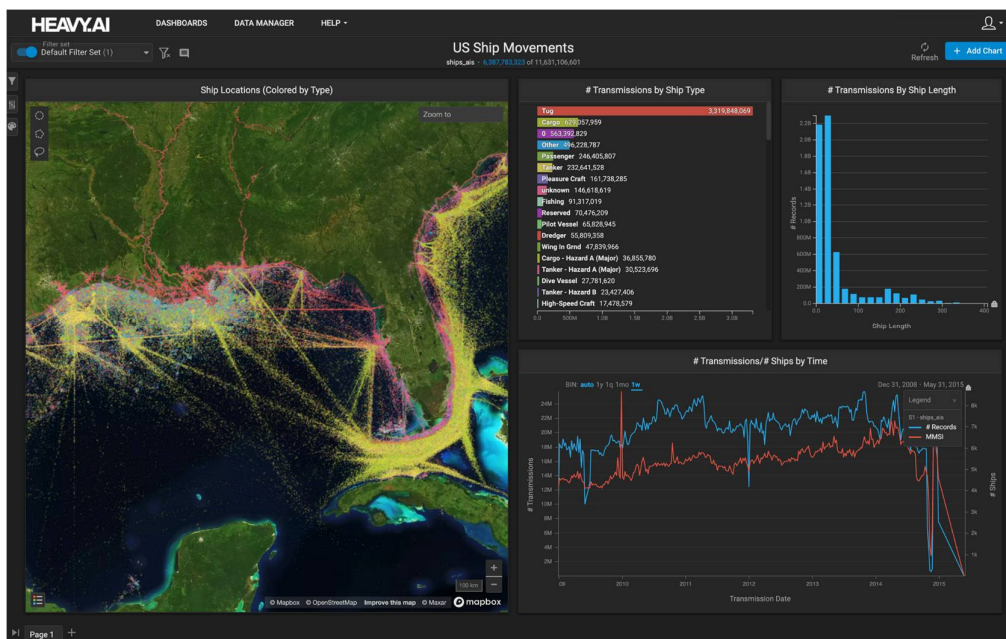 HEAVY.AI
DASHBOARDS
DATA MANAGER
HELP
Filter set
Default Filter Set (1)
US Ship Movements
ships_ais · 6,387,783,323 of 11,631,106,601
Refresh
+ Add Chart
Ship Locations (Colored by Type)
Zoom to
100 km
© Mapbox © OpenStreetMap Improve this map © Maxar mapbox
# Transmissions by Ship Type
Tug 3,319,848,069
Cargo 629,057,959
0 563,392,829
Other 496,228,787
Passenger 246,405,807
Tanker 232,641,528
Pleasure Craft 161,738,285
unknown 146,618,619
Fishing 91,317,019
Reserved 70,476,209
Pilot Vessel 65,828,945
Dredger 55,809,358
Wing In Grnd 47,839,966
Cargo - Hazard A (Major) 36,855,780
Tanker - Hazard A (Major) 30,523,696
Dive Vessel 27,781,620
Tanker - Hazard B 23,427,406
High-Speed Craft 17,478,579
0.0 500M 1.0B 1.5B 2.0B 2.5B 3.0B
# Transmissions By Ship Length
# Records
2.2B
2.0B
1.8B
1.6B
1.4B
1.2B
1.0B
800M
600M
400M
200M
0.0
0.0 100 200 300 400
Ship Length
# Transmissions/# Ships by Time
BIN: auto 1y 1q 1mo 1w
Dec 31, 2008 - May 31, 2015
Legend
S1 - ships_ais
# Records
MMSI
# Transmissions
24M
22M
20M
18M
16M
14M
12M
10M
8M
6M
4M
2M
8k
7k
6k
5k
4k
3k
2k
1k
# Ships
09 2010 2011 2012 2013 2014 2015
Transmission Date
Page 1 +